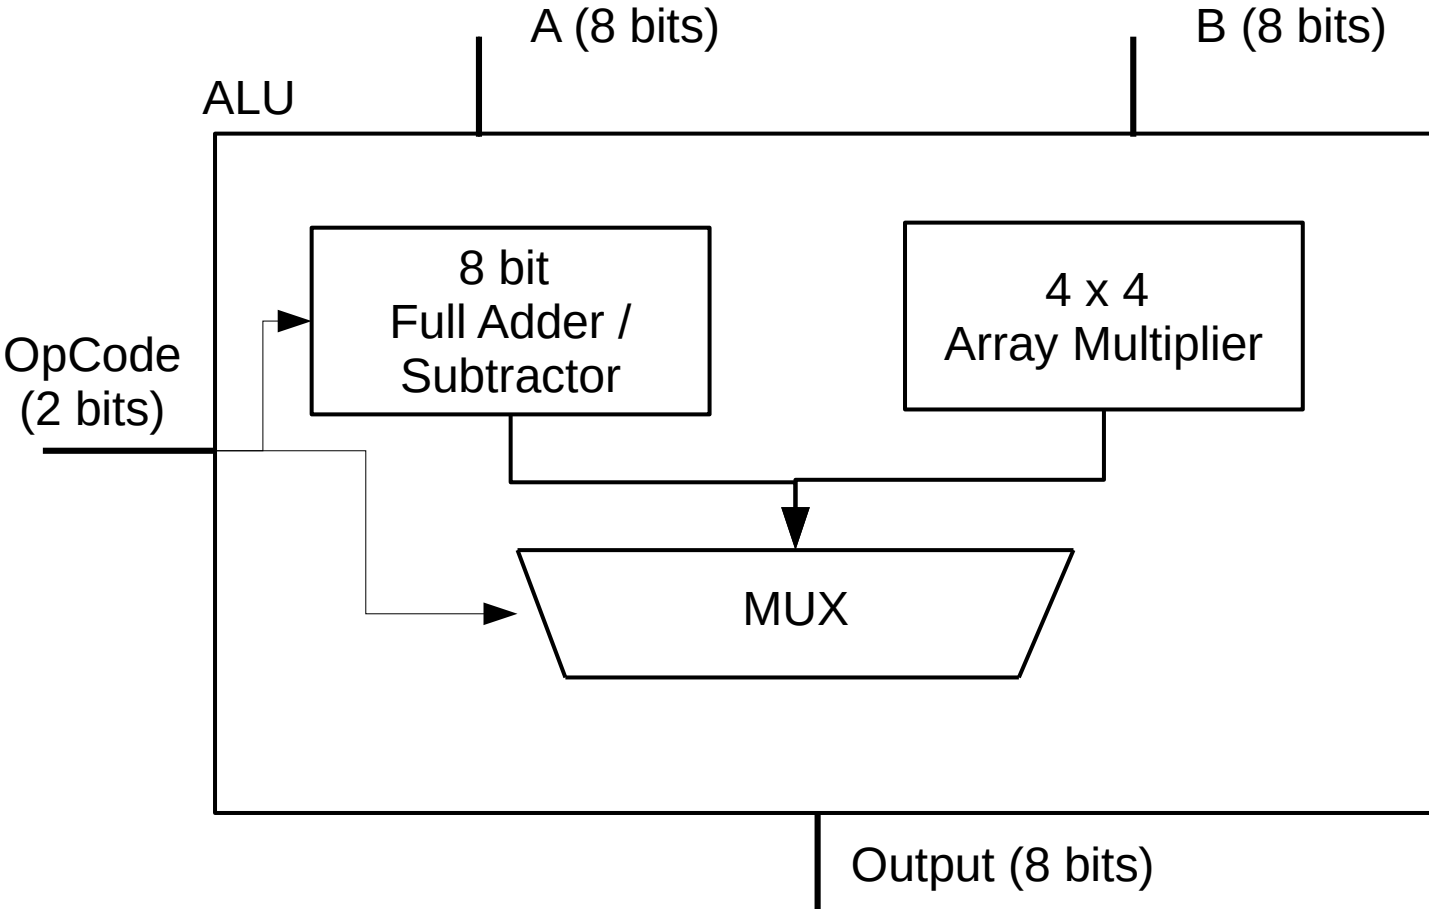 A (8 bits)
B (8 bits)
ALU
8 bit
Full Adder /
Subtractor
4 x 4
Array Multiplier
OpCode
(2 bits)
MUX
Output (8 bits)